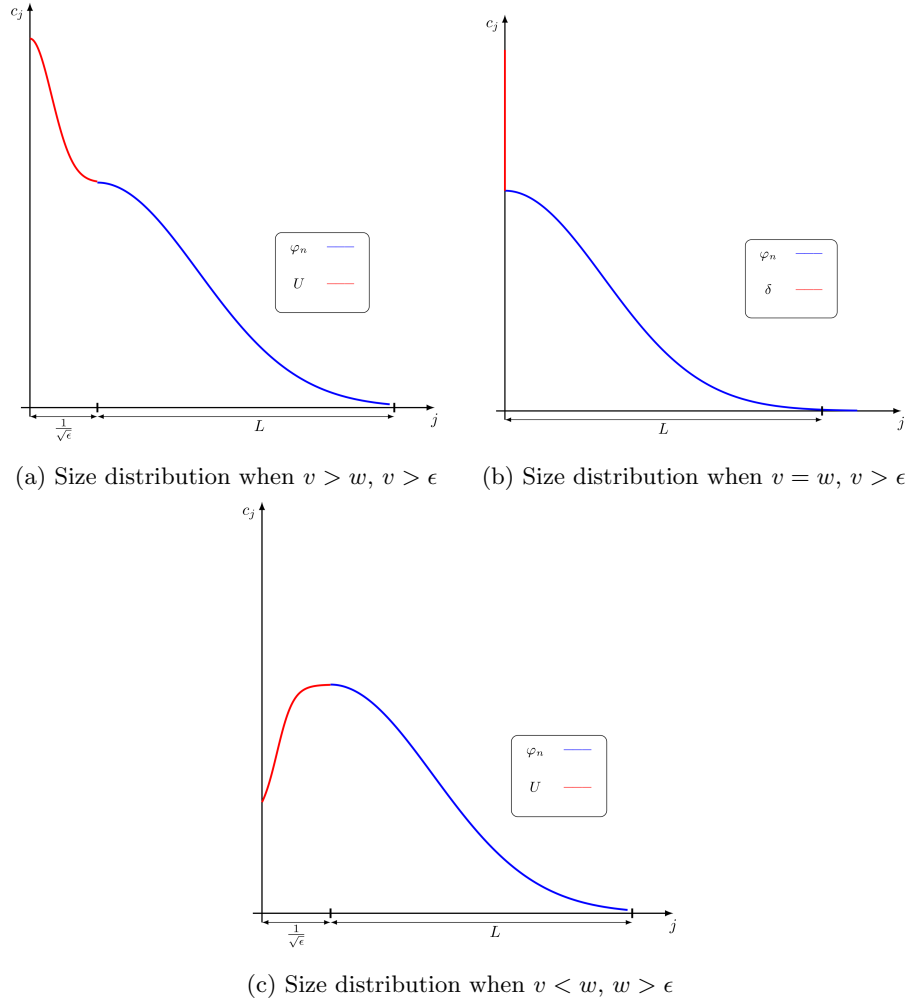 c_j
φ_n
U
1/√ϵ
L
j
(a) Size distribution when v > w, v > ϵ
c_j
φ_n
δ
L
j
(b) Size distribution when v = w, v > ϵ
c_j
φ_n
U
1/√ϵ
L
j
(c) Size distribution when v < w, w > ϵ